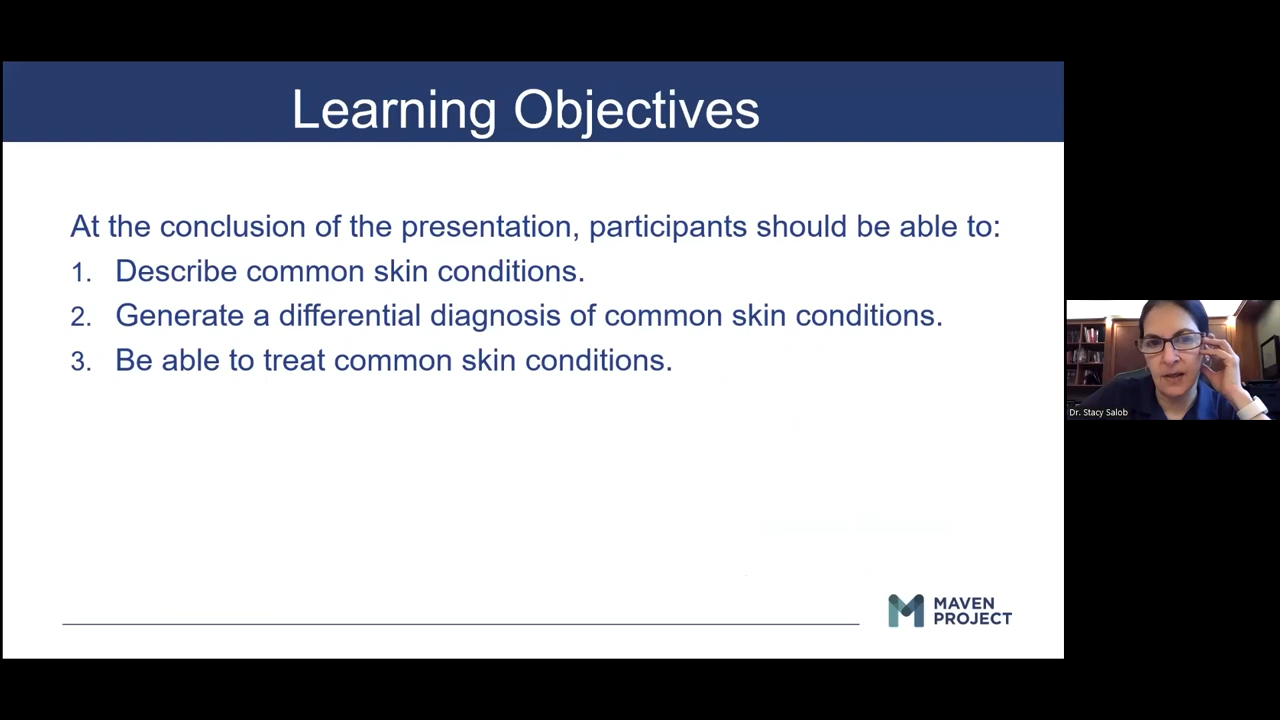 Learning Objectives
At the conclusion of the presentation, participants should be able to:
1. Describe common skin conditions.
2. Generate a differential diagnosis of common skin conditions.
3. Be able to treat common skin conditions.
Dr. Stacy Salob
MAVEN
PROJECT